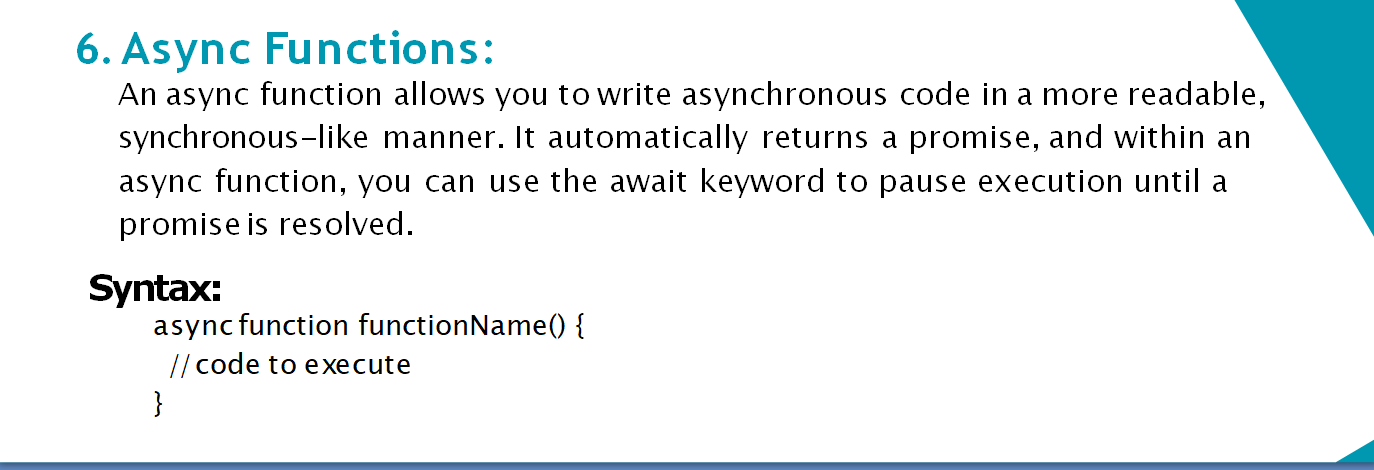 6. Async Functions:
An async function allows you to write asynchronous code in a more readable,
synchronous-like manner. It automatically returns a promise, and within an
async function, you can use the await keyword to pause execution until a
promise is resolved.
Syntax:
async function functionName() {
// code to execute
}